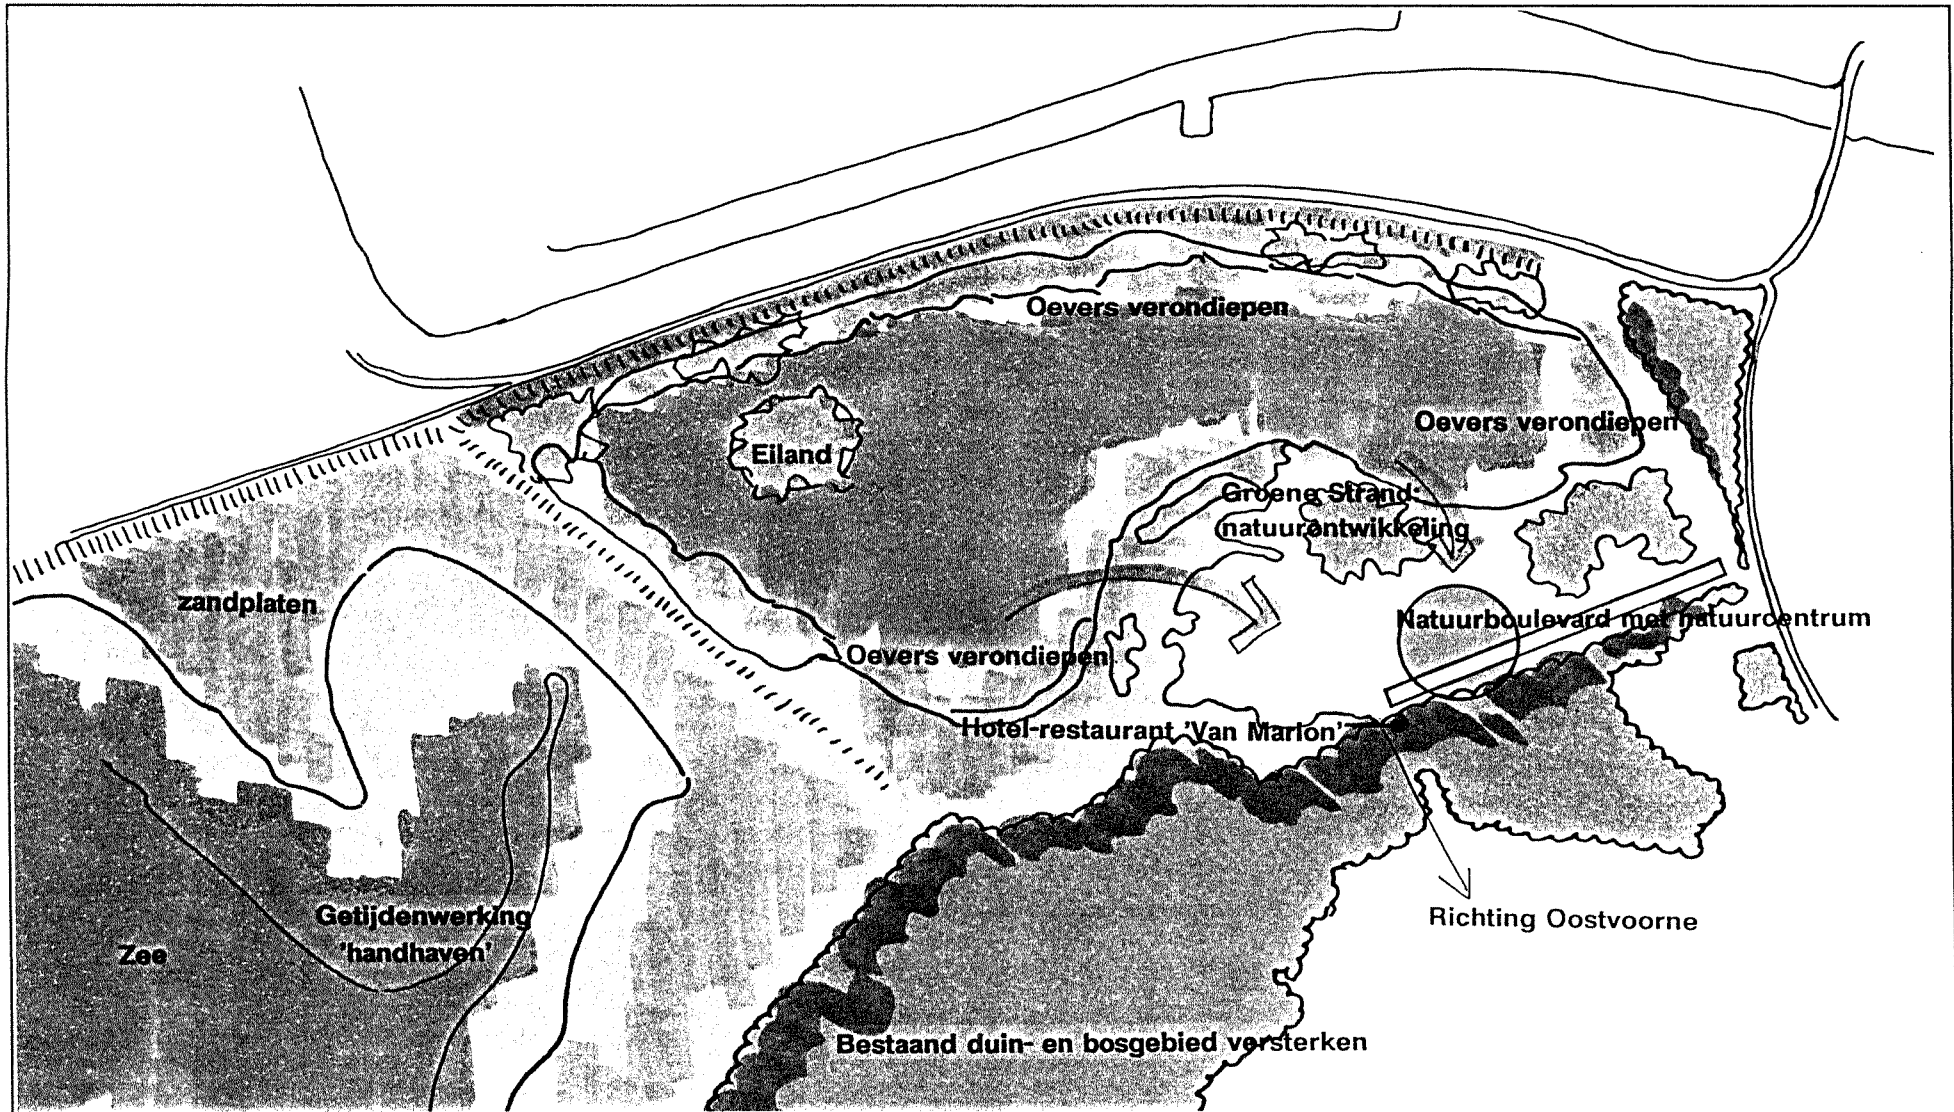 Oevers verondiepen
Oevers verondiepen
Eiland
Groene Strand:
natuurontwikkeling
zandplaten
Natuurboulevard met natuurcentrum
Oevers verondiepen
Hotel-restaurant 'Van Marion'
Getijdenwerking
'handhaven'
Richting Oostvoorne
Zee
Bestaand duin- en bosgebied versterken